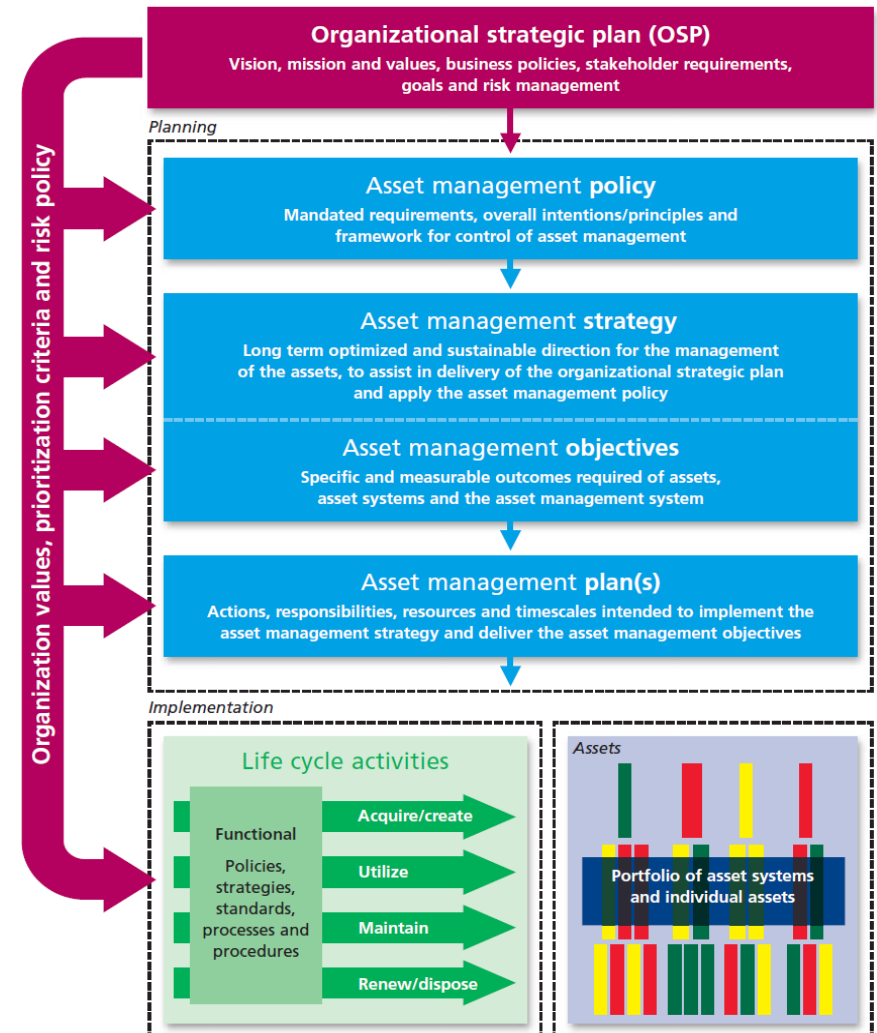 Organizational strategic plan (OSP)
Vision, mission and values, business policies, stakeholder requirements,
goals and risk management
Organization values, prioritization criteria and risk policy
Planning
Asset management policy
Mandated requirements, overall intentions/principles and
framework for control of asset management
Asset management strategy
Long term optimized and sustainable direction for the management
of the assets, to assist in delivery of the organizational strategic plan
and apply the asset management policy
Asset management objectives
Specific and measurable outcomes required of assets,
asset systems and the asset management system
Asset management plan(s)
Actions, responsibilities, resources and timescales intended to implement the
asset management strategy and deliver the asset management objectives
Implementation
Life cycle activities
Functional
Policies,
strategies,
standards,
processes and
procedures
Acquire/create
Utilize
Maintain
Renew/dispose
Assets
Portfolio of asset systems
and individual assets